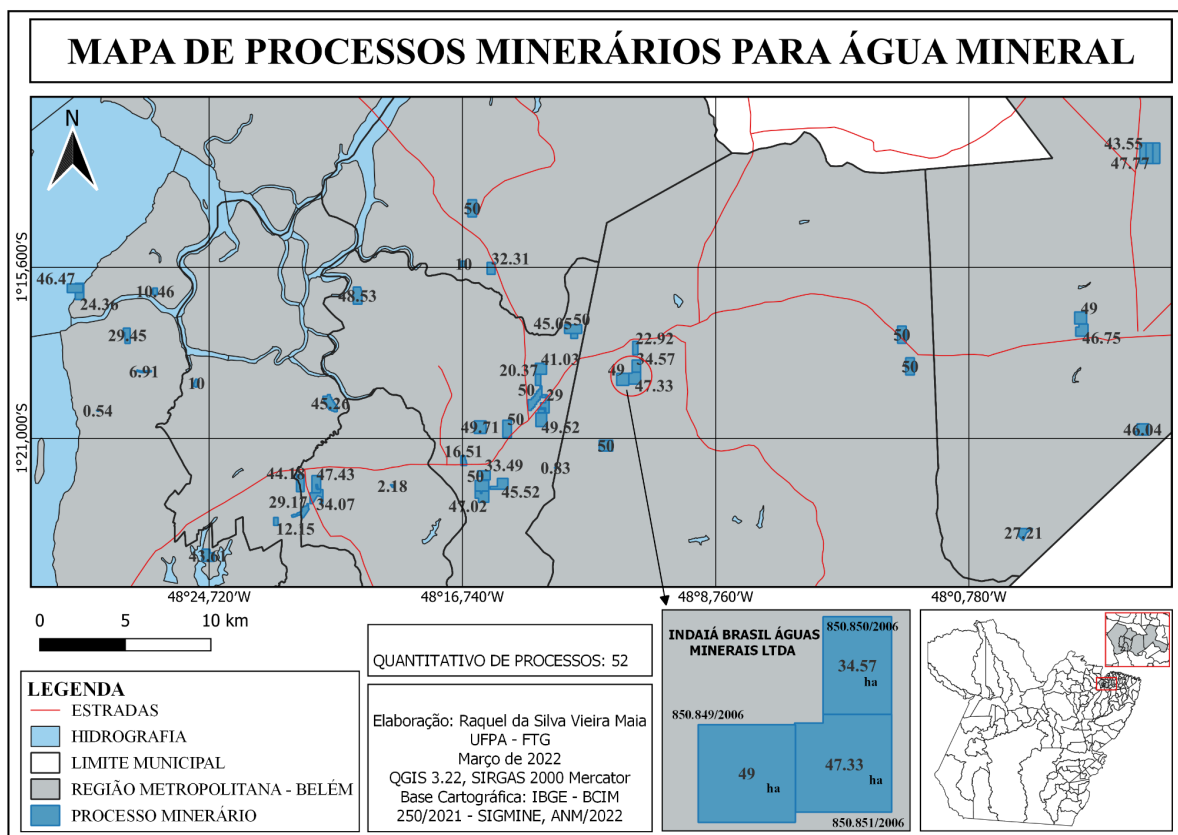 MAPA DE PROCESSOS MINERÁRIOS PARA ÁGUA MINERAL
N
43.55
47.77
50
10
32.31
1°15,600'S
46.47
24.36
10.46
48.53
29.45
45.05
50
49
46.75
50
50
22.92
41.03
34.57
20.37
49
47.33
6.91
10
50
29
0.54
45.26
49.71
50
49.52
1°21,000'S
50
46.04
16.51
33.49
0.83
44.18
47.43
50
45.52
2.18
29.17
34.07
47.02
12.15
27.21
43.61
48°24,720'W
48°16,740'W
48°8,760'W
48°0,780'W
0
5
10 km
QUANTITATIVO DE PROCESSOS: 52
LEGENDA
ESTRADAS
HIDROGRAFIA
LIMITE MUNICIPAL
REGIÃO METROPOLITANA - BELÉM
PROCESSO MINERÁRIO
Elaboração: Raquel da Silva Vieira Maia
UFPA - FTG
Março de 2022
QGIS 3.22, SIRGAS 2000 Mercator
Base Cartográfica: IBGE - BCIM
250/2021 - SIGMINE, ANM/2022
INDAIÁ BRASIL ÁGUAS
MINERAIS LTDA
850.850/2006
34.57
ha
850.849/2006
49
ha
47.33
ha
850.851/2006